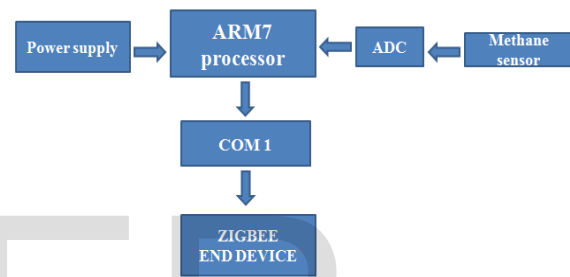 Power supply
ARM7
processor
ADC
Methane
sensor
COM 1
ZIGBEE
END DEVICE